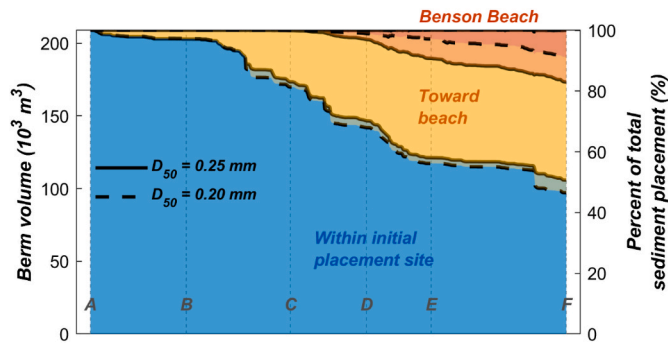 Benson Beach
200
150
100
50
0
Berm volume (10³ m³)
100
80
60
40
20
0
Percent of total
sediment placement (%)
Toward
beach
D₅₀ = 0.25 mm
D₅₀ = 0.20 mm
Within initial
placement site
A B C D E F